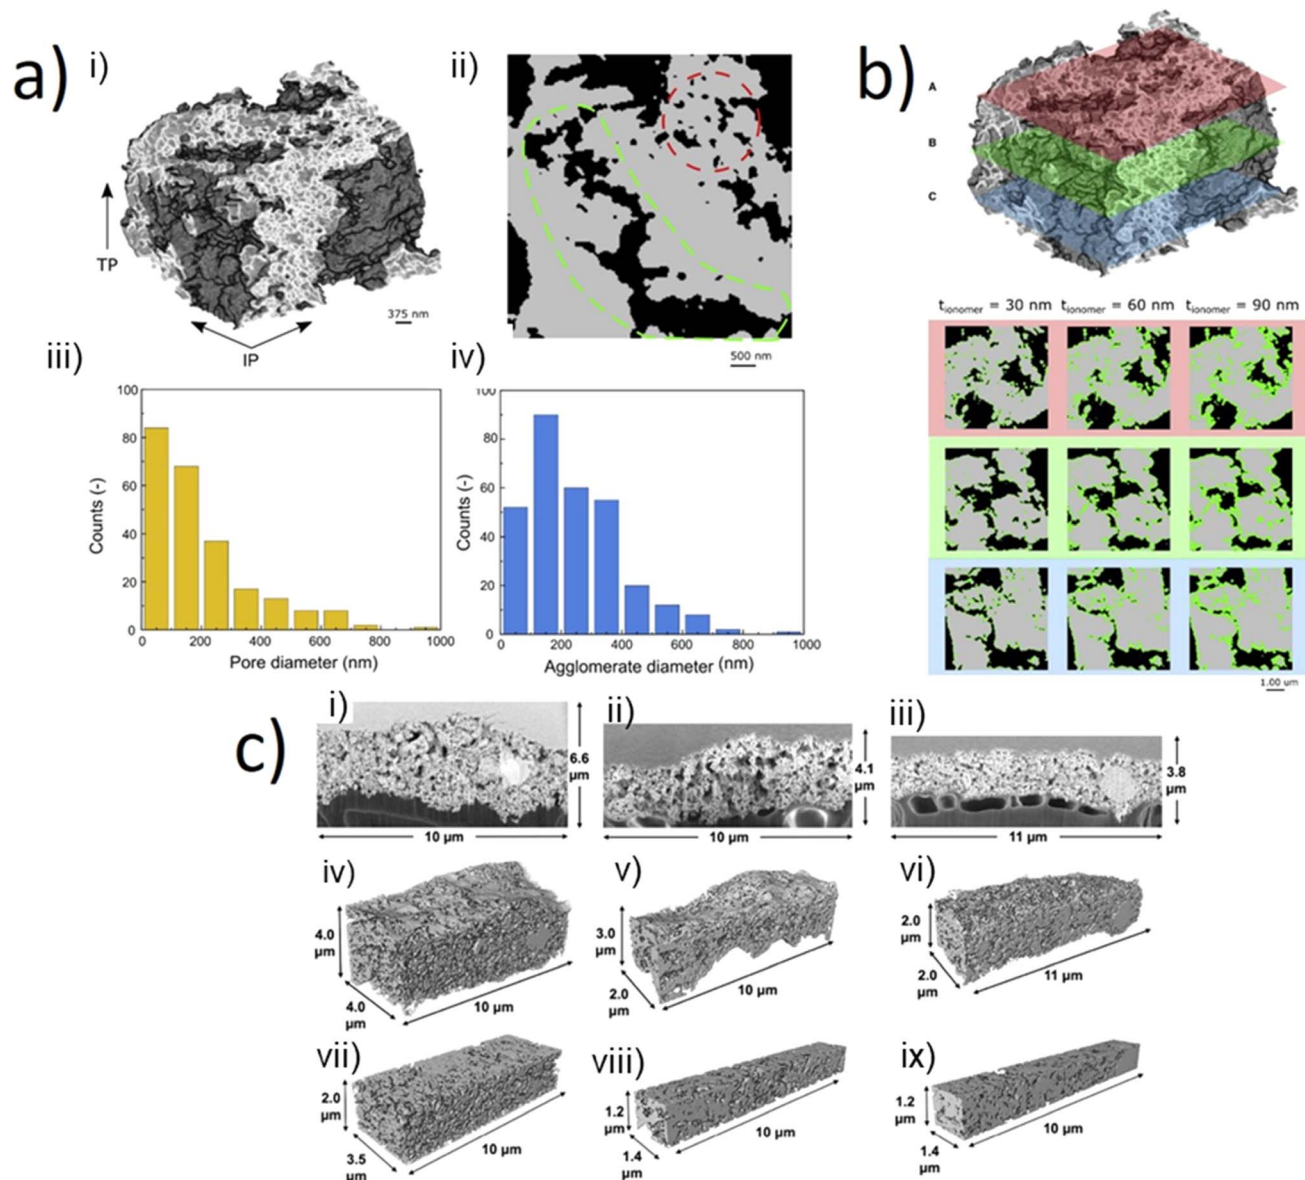 a)
i)
TP
IP
375 nm
ii)
500 nm
iii)
100
80
60
40
20
0
Counts (-)
0 200 400 600 800 1000
Pore diameter (nm)
iv)
100
80
60
40
20
0
Counts (-)
0 200 400 600 800 1000
Agglomerate diameter (nm)
b)
A
B
C
tionomer = 30 nm tionomer = 60 nm tionomer = 90 nm
1.00 um
c)
i)
6.6
µm
10 µm
ii)
4.1
µm
10 µm
iii)
3.8
µm
11 µm
iv)
4.0
µm
4.0
µm
10 µm
v)
3.0
µm
2.0
µm
10 µm
vi)
2.0
µm
2.0
µm
11 µm
vii)
2.0
µm
3.5
µm
10 µm
viii)
1.2
µm
1.4
µm
10 µm
ix)
1.2
µm
1.4
µm
10 µm